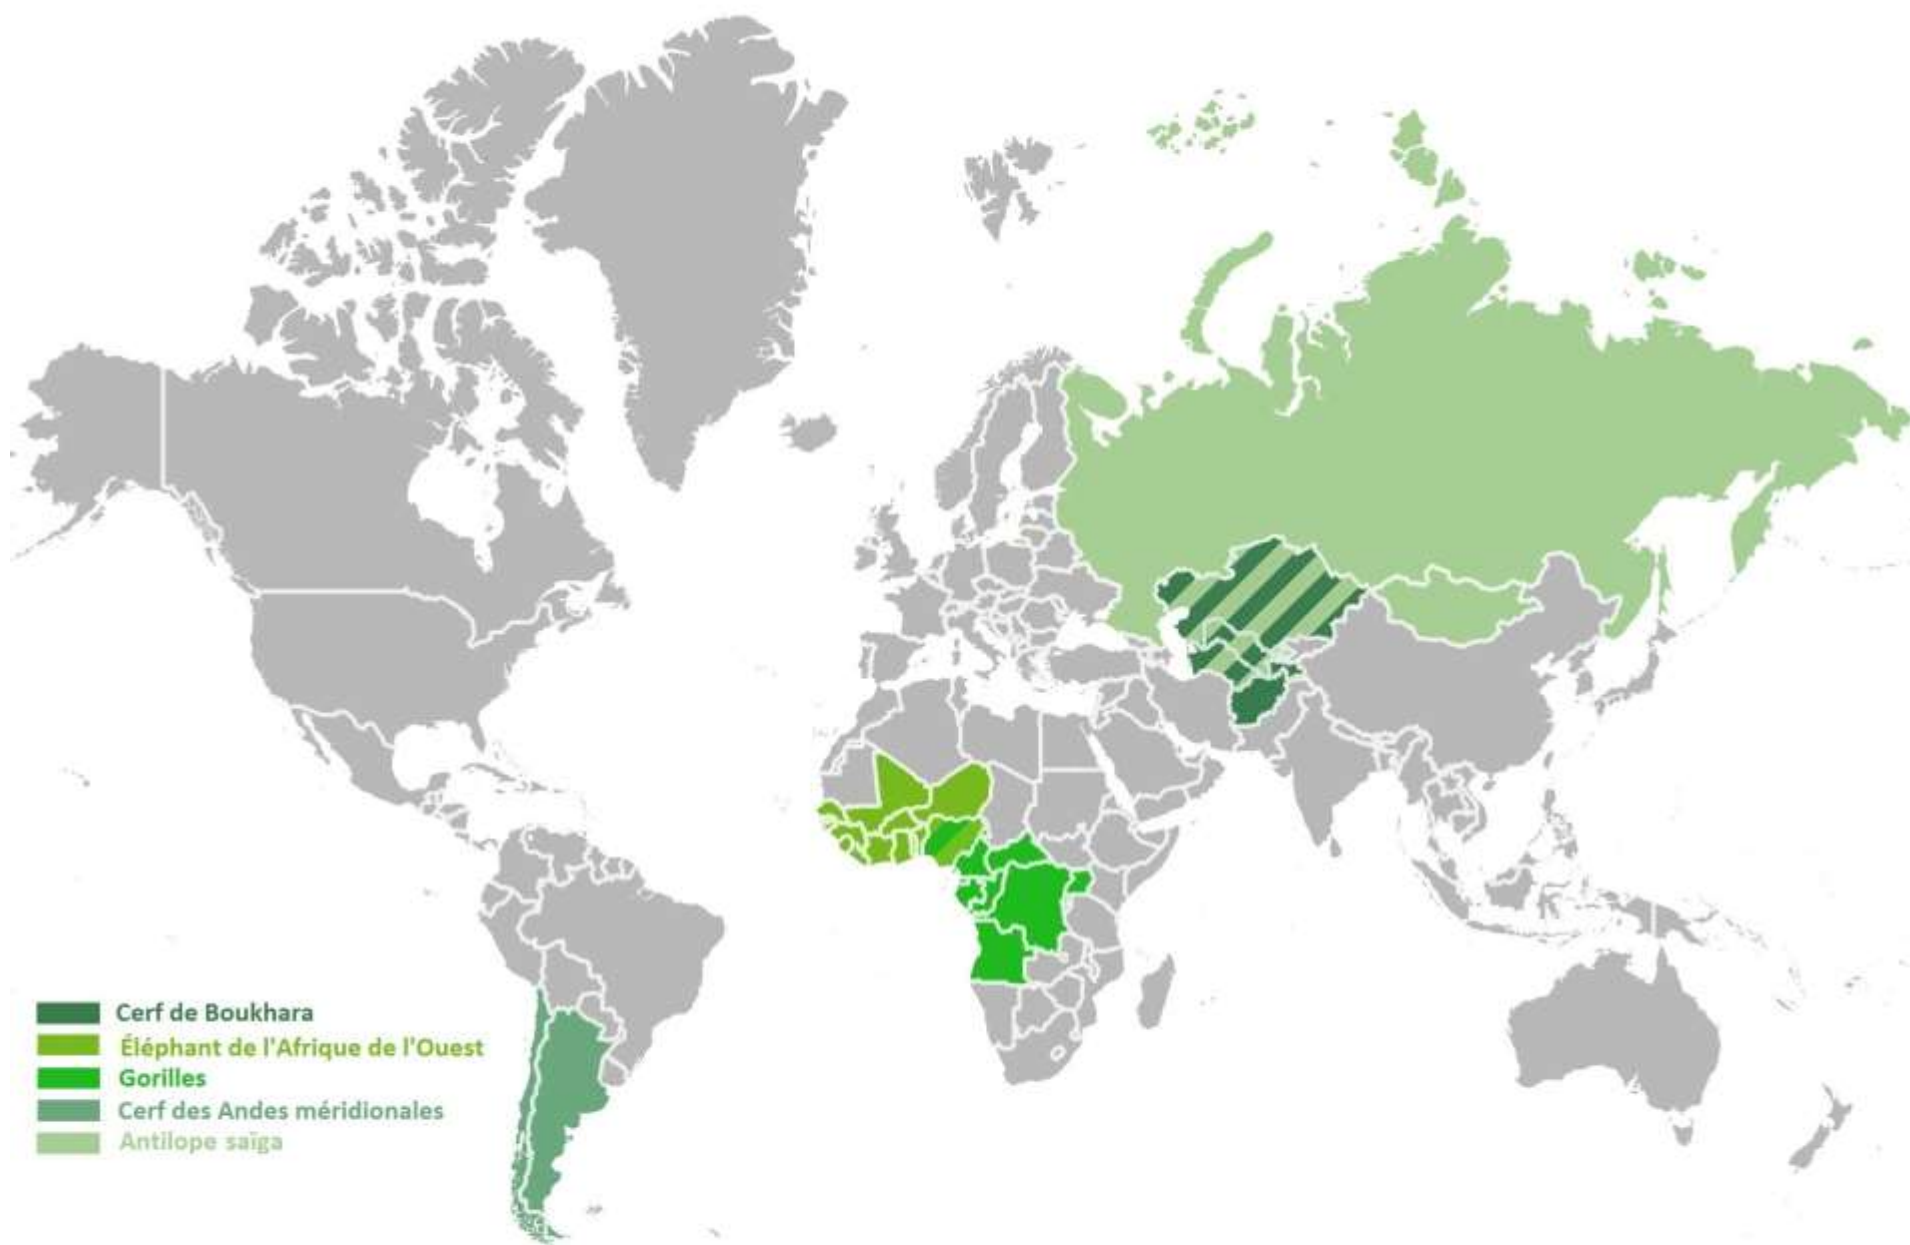 Cerf de Boukhara
Éléphant de l'Afrique de l'Ouest
Gorilles
Cerf des Andes méridionales
Antilope saïga